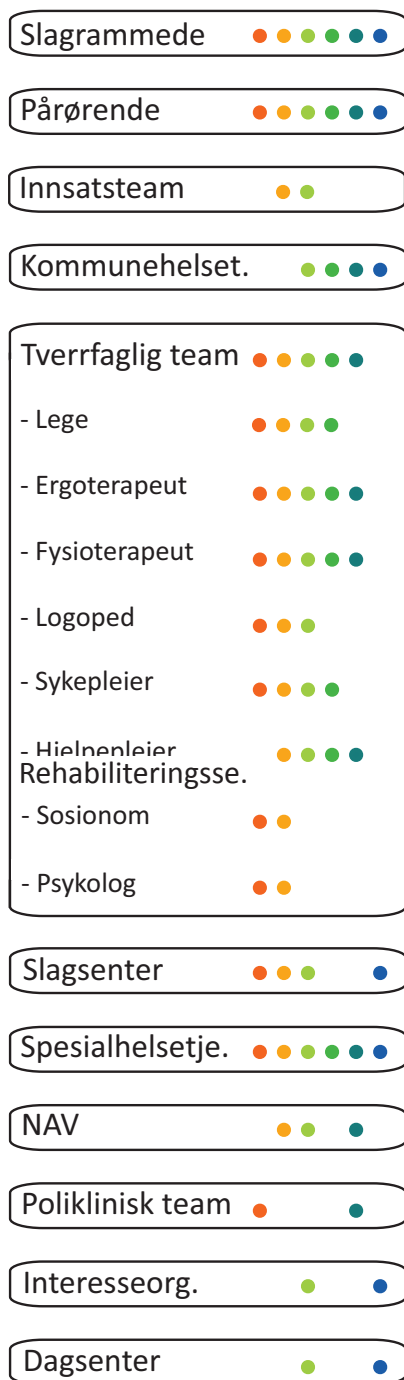 Slagrammede
Pårørende
Innsatsteam
Kommunehelset.
Tverrfaglig team
- Lege
- Ergoterapeut
- Fysioterapeut
- Logoped
- Sykepleier
- Hjelpepleier
Rehabiliteringsse.
- Sosionom
- Psykolog
Slagsenter
Spesialhelsetje.
NAV
Poliklinisk team
Interesseorg.
Dagsenter